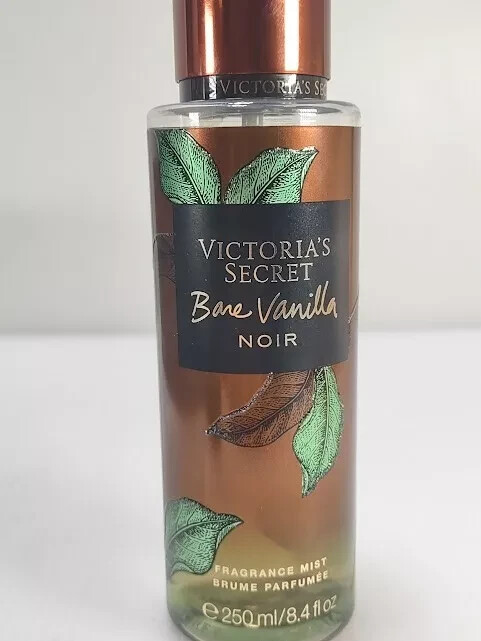 VICTORIA'S SE
VICTORIA'S
SECRET
Bare Vanilla
NOIR
FRAGRANCE MIST
BRUME PARFUMÉE
℮ 250 ml/8.4 fl oz